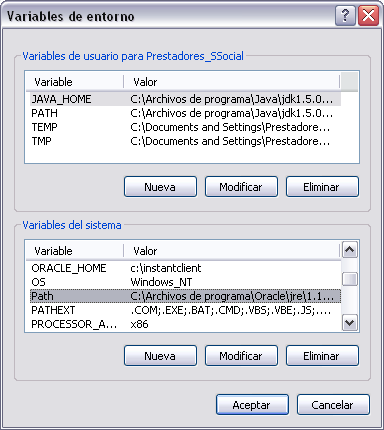 Variables de entorno
Variables de usuario para Prestadores_SSocial
Variable Valor
JAVA_HOME C:\Archivos de programa\Java\jdk1.5.0...
PATH C:\Archivos de programa\Java\jdk1.5.0...
TEMP C:\Documents and Settings\Prestadore...
TMP C:\Documents and Settings\Prestadore...
Nueva Modificar Eliminar
Variables del sistema
Variable Valor
ORACLE_HOME c:\instantclient
OS Windows_NT
Path C:\Archivos de programa\Oracle\jre\1.1...
PATHEXT .COM;.EXE;.BAT;.CMD;.VBS;.VBE;.JS;....
PROCESSOR_A... x86
Nueva Modificar Eliminar
Aceptar Cancelar